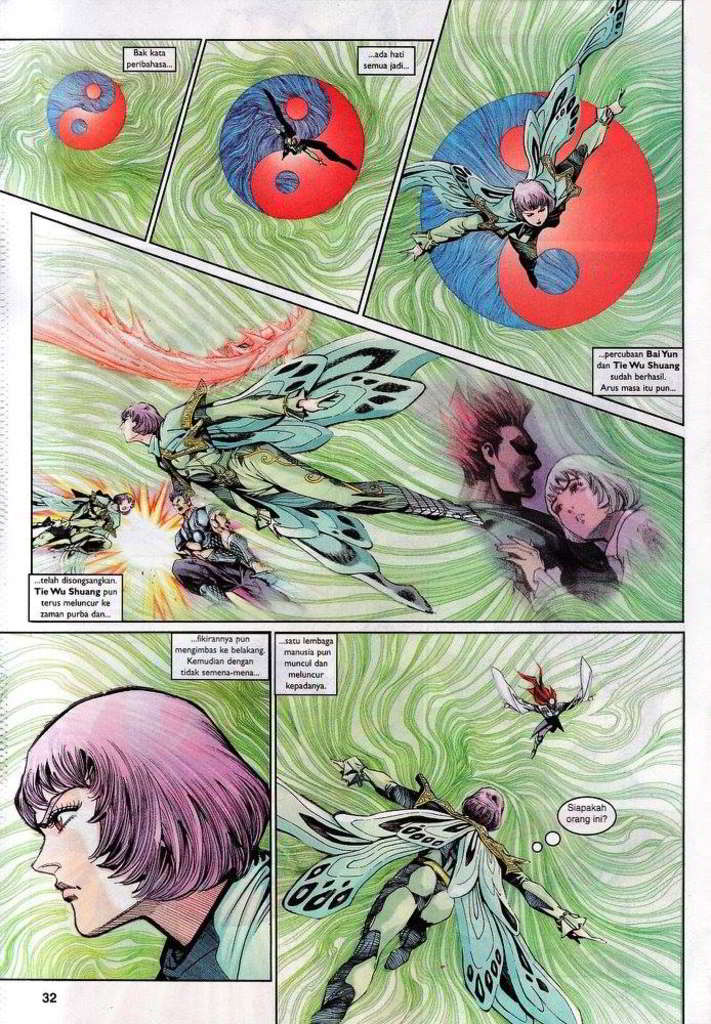 Bak kata
peribahasa...
...ada hati
semua jadi...
...percubaan Bai Yun
dan Tie Wu Shuang
sudah berhasil.
Arus masa itu pun...
...telah disongsangkan.
Tie Wu Shuang pun
terus meluncur ke
zaman purba dan...
...fikirannya pun
mengimbas ke belakang.
Kemudian dengan
tidak semena-mena...
...satu lembaga
manusia pun
muncul dan
meluncur
kepadanya.
Siapakah
orang ini?
32